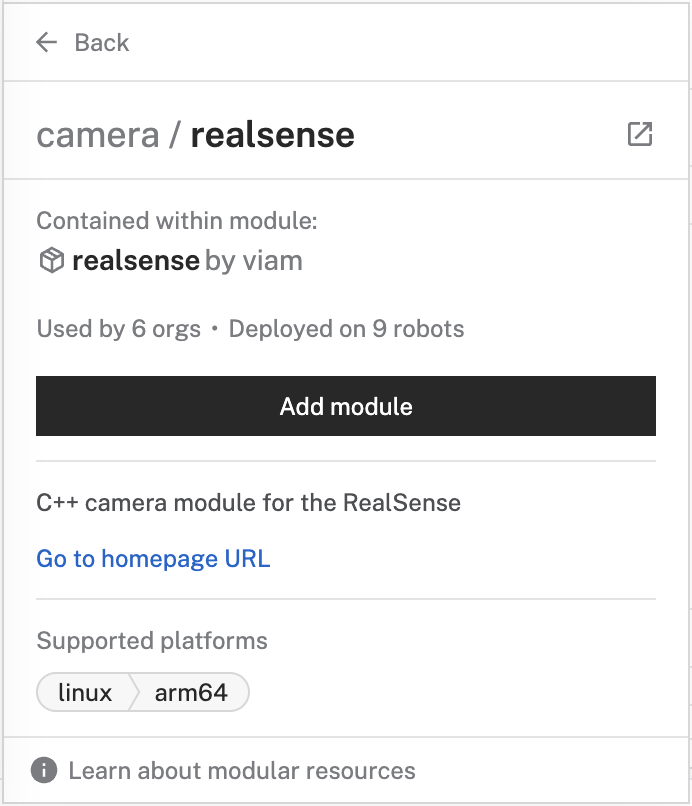 Back
camera / realsense
Contained within module:
realsense by viam
Used by 6 orgs • Deployed on 9 robots
Add module
C++ camera module for the RealSense
Go to homepage URL
Supported platforms
linux arm64
Learn about modular resources